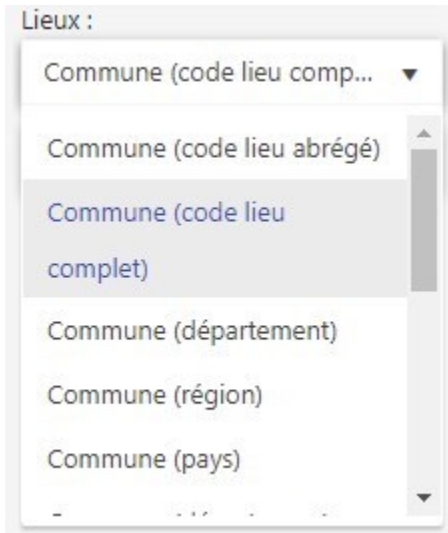 Lieux :
Commune (code lieu comp...
Commune (code lieu abrégé)
Commune (code lieu
complet)
Commune (département)
Commune (région)
Commune (pays)